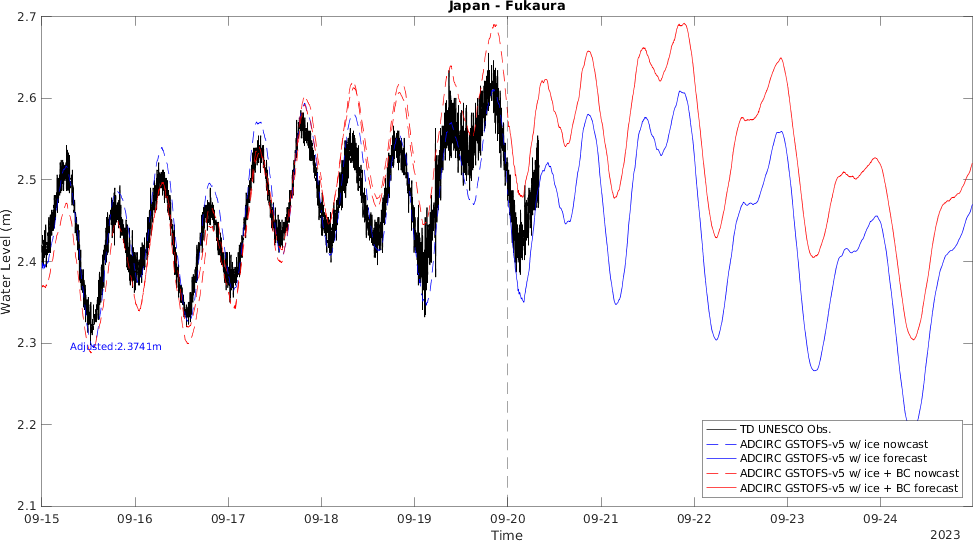 Japan - Fukaura
2.7
2.6
2.5
2.4
2.3
2.2
2.1
Water Level (m)
Adjusted:2.3741m
TD UNESCO Obs.
ADCIRC GSTOFS-v5 w/ ice nowcast
ADCIRC GSTOFS-v5 w/ ice forecast
ADCIRC GSTOFS-v5 w/ ice + BC nowcast
ADCIRC GSTOFS-v5 w/ ice + BC forecast
09-15 09-16 09-17 09-18 09-19 09-20 09-21 09-22 09-23 09-24
Time
2023